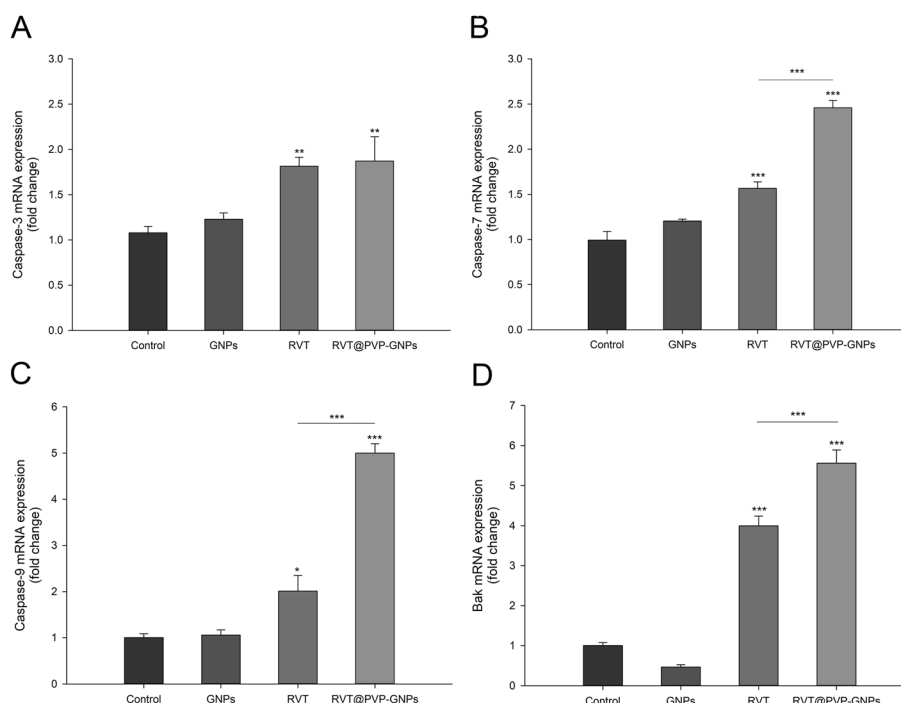 A
Caspase-3 mRNA expression
(fold change)
3.0
2.5
2.0
1.5
1.0
0.5
0.0
**
**
Control GNPs RVT RVT@PVP-GNPs
B
Caspase-7 mRNA expression
(fold change)
3.0
2.5
2.0
1.5
1.0
0.5
0.0
***
***
***
Control GNPs RVT RVT@PVP-GNPs
C
Caspase-9 mRNA expression
(fold change)
6
5
4
3
2
1
0
***
***
*
Control GNPs RVT RVT@PVP-GNPs
D
Bak mRNA expression
(fold change)
7
6
5
4
3
2
1
0
***
***
***
Control GNPs RVT RVT@PVP-GNPs